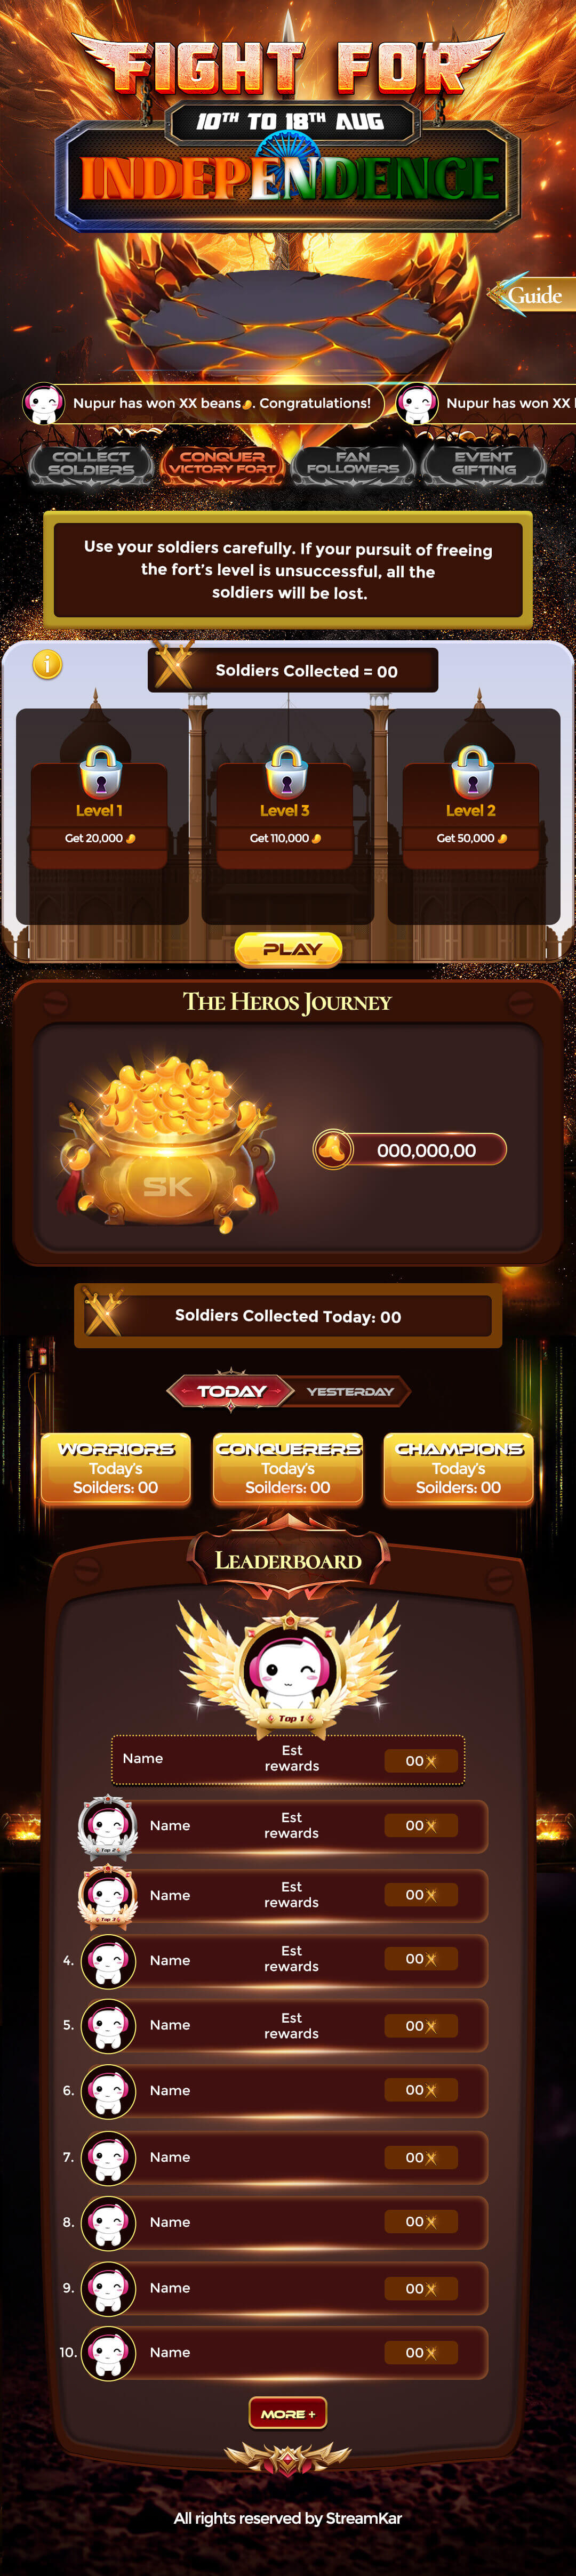 FIGHT FOR
10TH TO 18TH AUG
INDEPENDENCE
Guide
Nupur has won XX beans. Congratulations!
Nupur has won XX
COLLECT
SOLDIERS
CONQUER
VICTORY FORT
FAN
FOLLOWERS
EVENT
GIFTING
Use your soldiers carefully. If your pursuit of freeing
the fort's level is unsuccessful, all the
soldiers will be lost.
i
Soldiers Collected = 00
Level 1
Get 20,000
Level 3
Get 110,000
Level 2
Get 50,000
PLAY
The Heros Journey
SK
000,000,00
Soldiers Collected Today: 00
TODAY
YESTERDAY
WORRIORS
Today's
Soilders: 00
CONQUERERS
Today's
Soilders: 00
CHAMPIONS
Today's
Soilders: 00
Leaderboard
Top 1
Name
Est
rewards
00
Top 2
Name
Est
rewards
00
Top 3
Name
Est
rewards
00
4.
Name
Est
rewards
00
5.
Name
Est
rewards
00
6.
Name
00
7.
Name
00
8.
Name
00
9.
Name
00
10.
Name
00
MORE +
All rights reserved by StreamKar